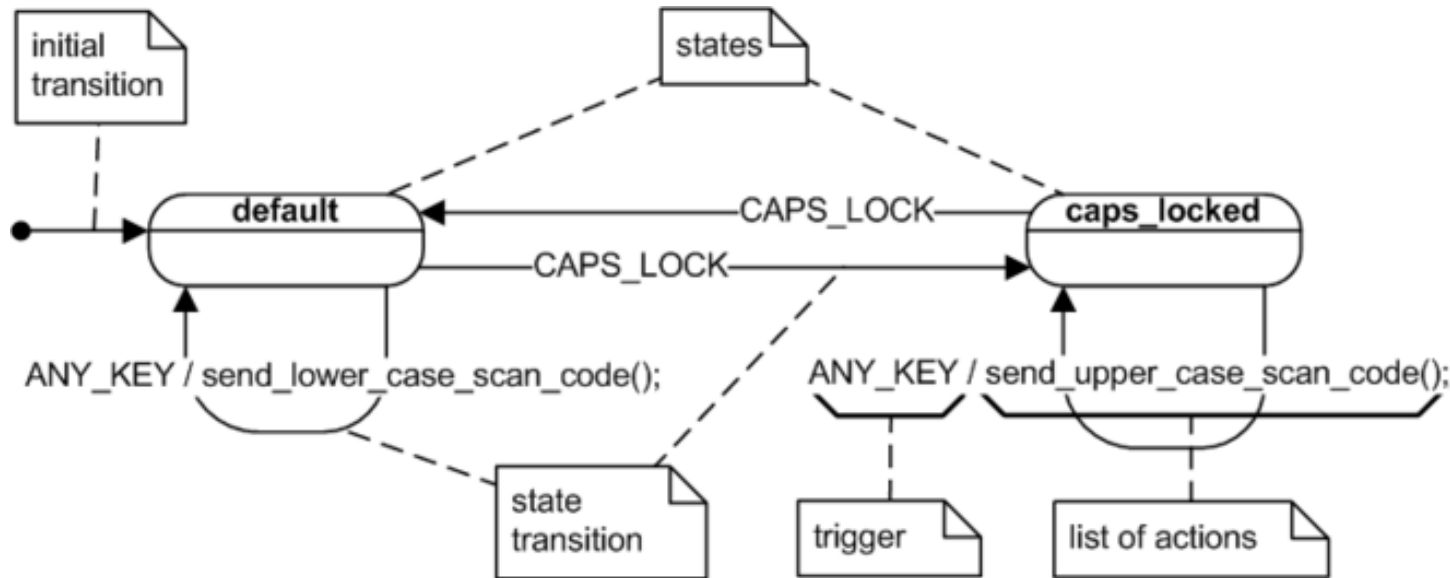 initial
transition
states
default
CAPS_LOCK
caps_locked
CAPS_LOCK
ANY_KEY / send_lower_case_scan_code();
ANY_KEY / send_upper_case_scan_code();
state
transition
trigger
list of actions